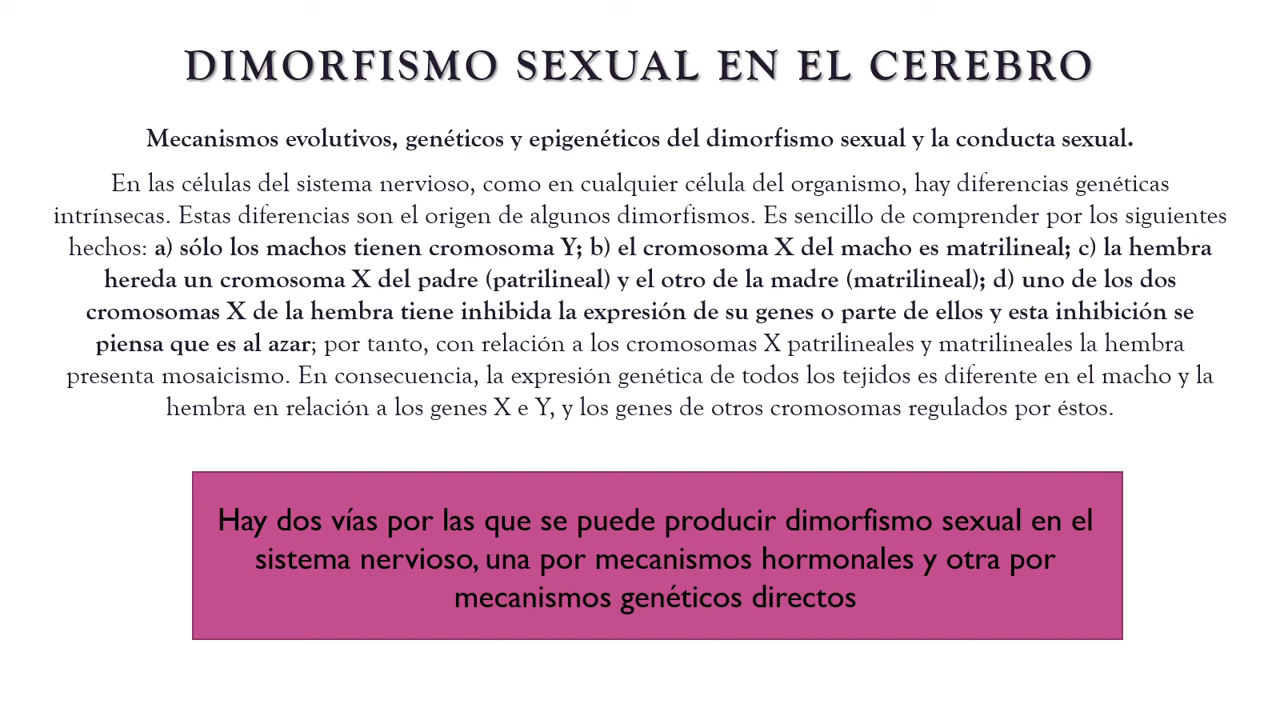 DIMORFISMO SEXUAL EN EL CEREBRO
Mecanismos evolutivos, genéticos y epigenéticos del dimorfismo sexual y la conducta sexual.
En las células del sistema nervioso, como en cualquier célula del organismo, hay diferencias genéticas
intrínsecas. Estas diferencias son el origen de algunos dimorfismos. Es sencillo de comprender por los siguientes
hechos: a) sólo los machos tienen cromosoma Y; b) el cromosoma X del macho es matrilineal; c) la hembra
hereda un cromosoma X del padre (patrilineal) y el otro de la madre (matrilineal); d) uno de los dos
cromosomas X de la hembra tiene inhibida la expresión de su genes o parte de ellos y esta inhibición se
piensa que es al azar; por tanto, con relación a los cromosomas X patrilineales y matrilineales la hembra
presenta mosaicismo. En consecuencia, la expresión genética de todos los tejidos es diferente en el macho y la
hembra en relación a los genes X e Y, y los genes de otros cromosomas regulados por éstos.
Hay dos vías por las que se puede producir dimorfismo sexual en el
sistema nervioso, una por mecanismos hormonales y otra por
mecanismos genéticos directos